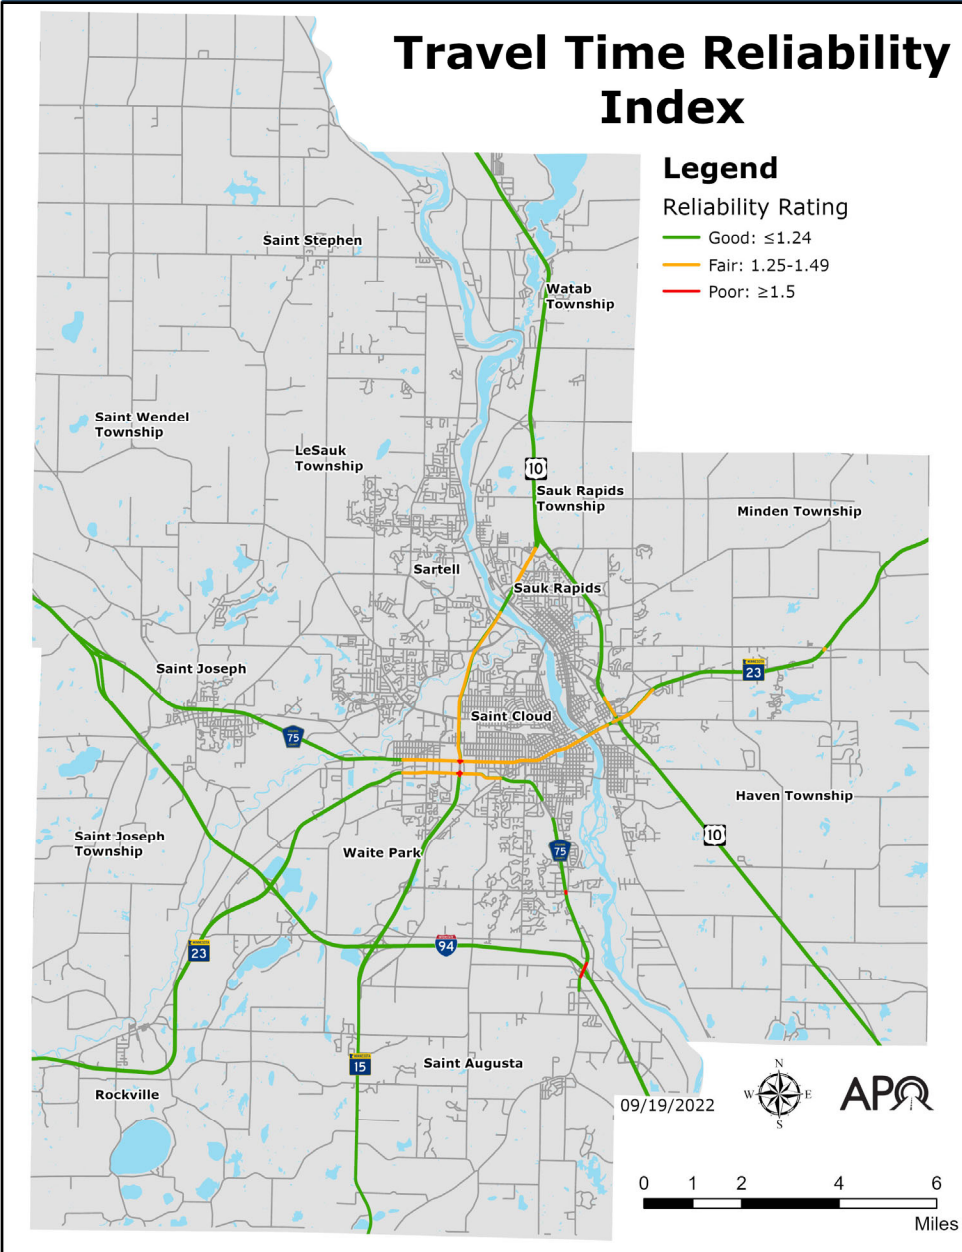 Travel Time Reliability
Index
Legend
Reliability Rating
Good: ≤1.24
Fair: 1.25-1.49
Poor: ≥1.5
Saint Stephen
Watab
Township
Saint Wendel
Township
LeSauk
Township
10
Sauk Rapids
Township
Minden Township
Sartell
Sauk Rapids
Saint Joseph
23
Saint Cloud
75
Haven Township
10
Saint Joseph
Township
Waite Park
75
94
23
15
Saint Augusta
Rockville
09/19/2022
N
W
E
S
APO
0 1 2 4 6
Miles